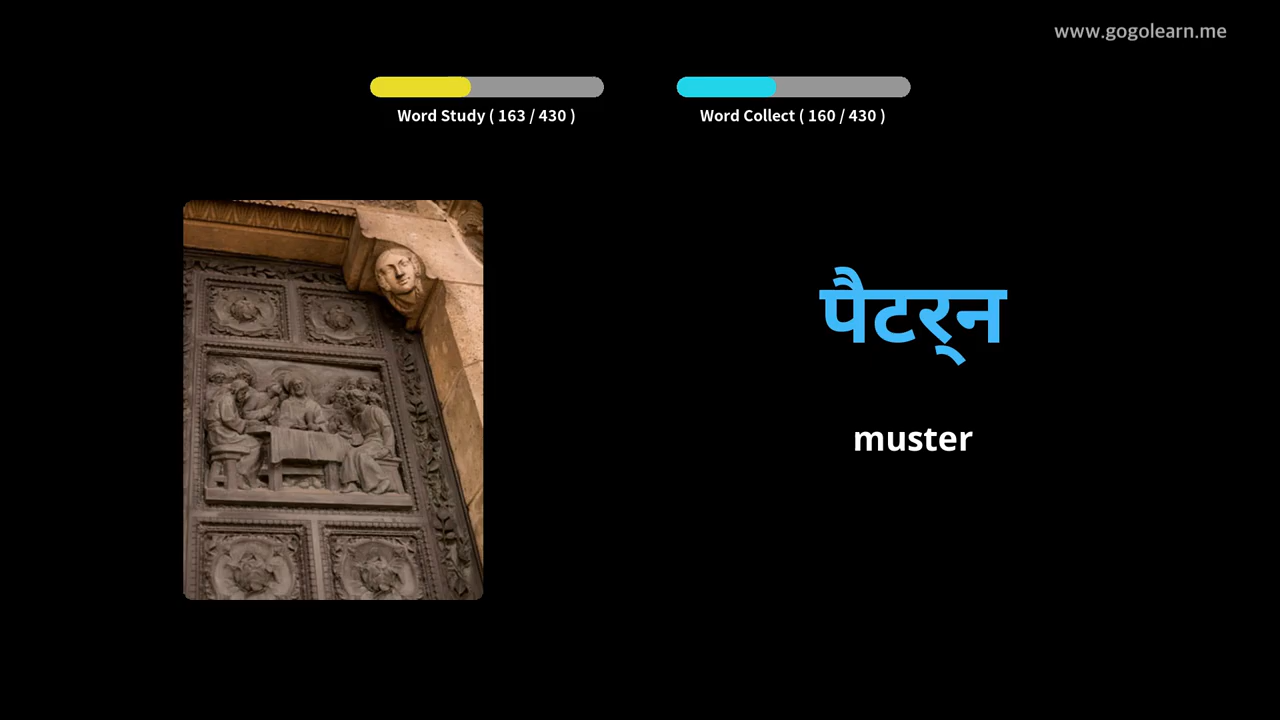 www.gogolearn.me
Word Study ( 163 / 430 )
Word Collect ( 160 / 430 )
पैटर्‌न
muster